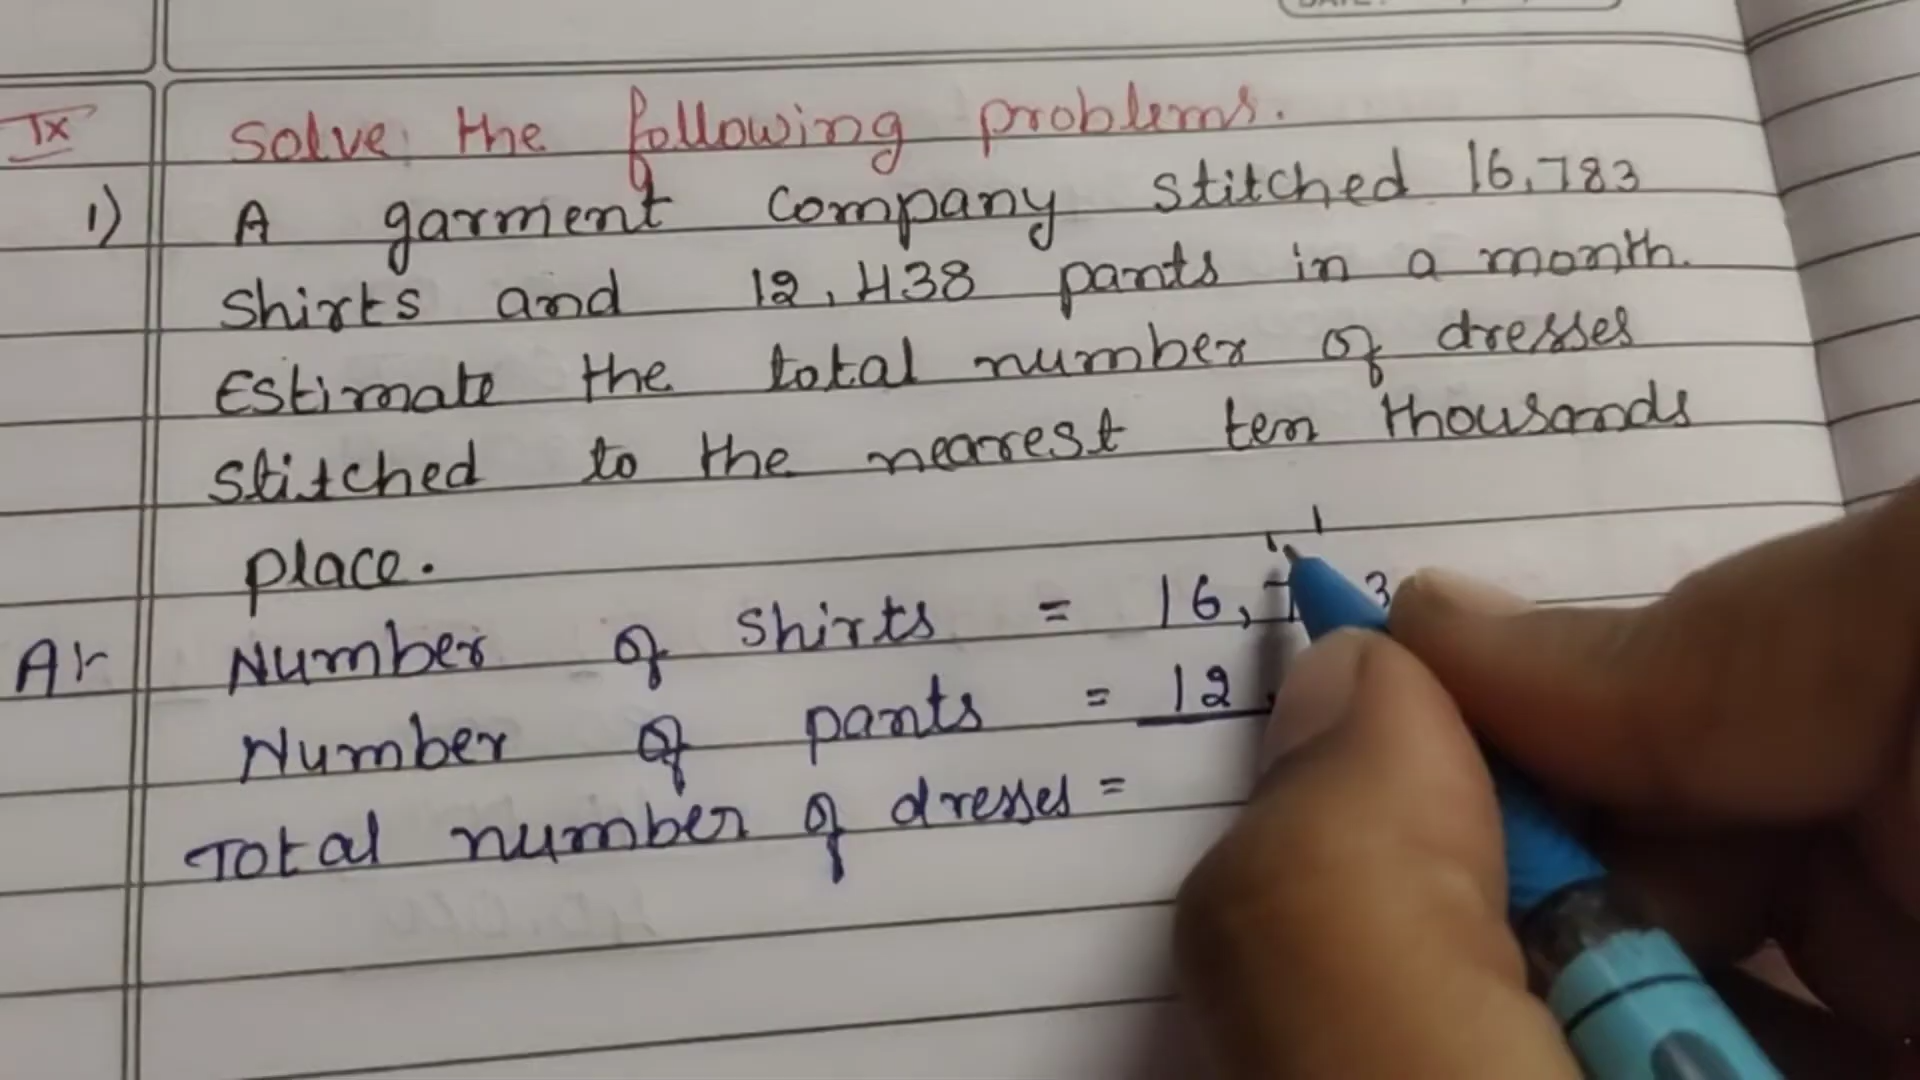 IX Solve the following problems.
1) A garment company stitched 16,783
shirts and 12,438 pants in a month.
Estimate the total number of dresses
stitched to the nearest ten thousands
place.
A:- Number of shirts = 16,7 3
Number of pants = 12,
Total number of dresses =